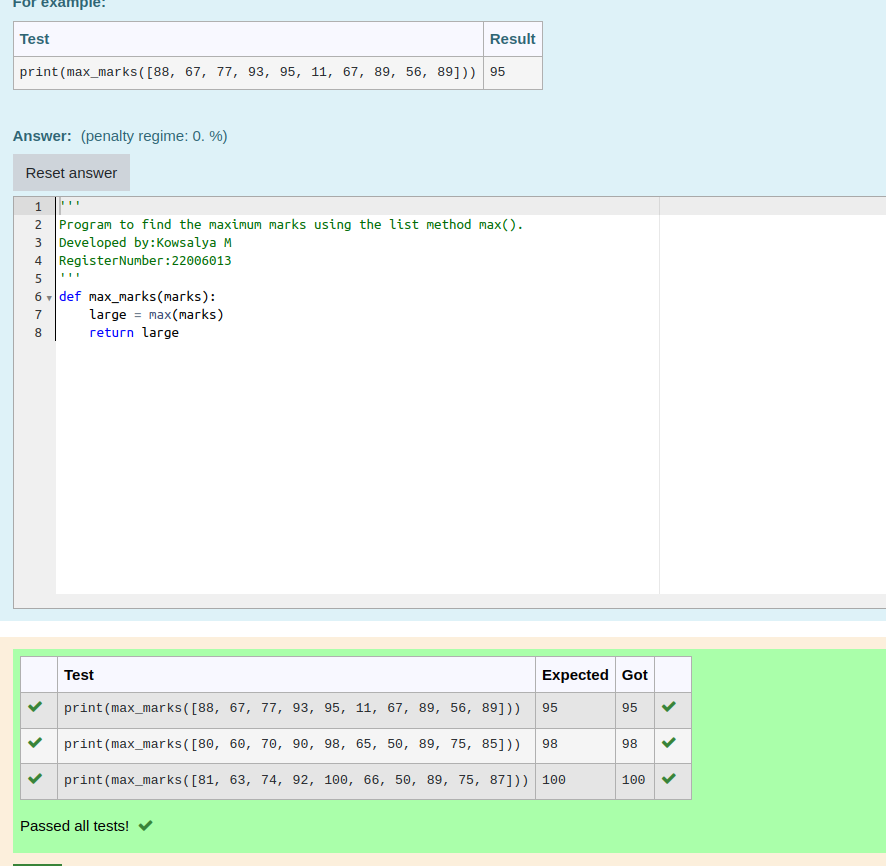 For example:
Test Result
print(max_marks([88, 67, 77, 93, 95, 11, 67, 89, 56, 89])) 95
Answer: (penalty regime: 0. %)
Reset answer
1 '''
2 Program to find the maximum marks using the list method max().
3 Developed by:Kowsalya M
4 RegisterNumber:22006013
5 '''
6 def max_marks(marks):
7 large = max(marks)
8 return large
Test Expected Got
print(max_marks([88, 67, 77, 93, 95, 11, 67, 89, 56, 89])) 95 95
print(max_marks([80, 60, 70, 90, 98, 65, 50, 89, 75, 85])) 98 98
print(max_marks([81, 63, 74, 92, 100, 66, 50, 89, 75, 87])) 100 100
Passed all tests!